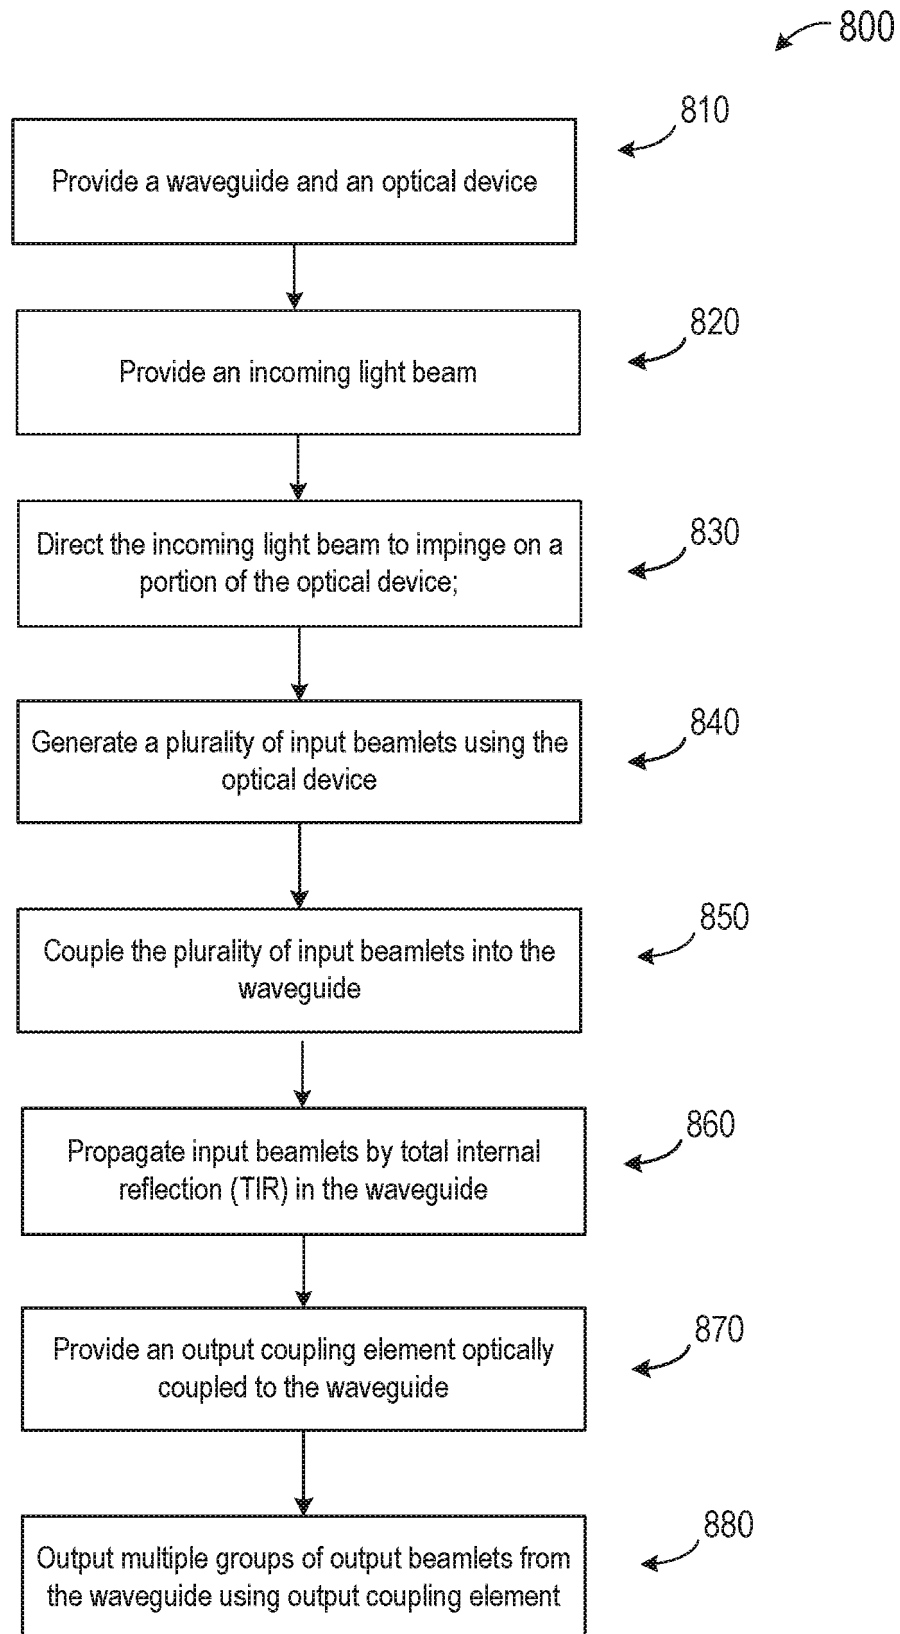 800
810
Provide a waveguide and an optical device
820
Provide an incoming light beam
830
Direct the incoming light beam to impinge on a
portion of the optical device;
840
Generate a plurality of input beamlets using the
optical device
850
Couple the plurality of input beamlets into the
waveguide
860
Propagate input beamlets by total internal
reflection (TIR) in the waveguide
870
Provide an output coupling element optically
coupled to the waveguide
880
Output multiple groups of output beamlets from
the waveguide using output coupling element